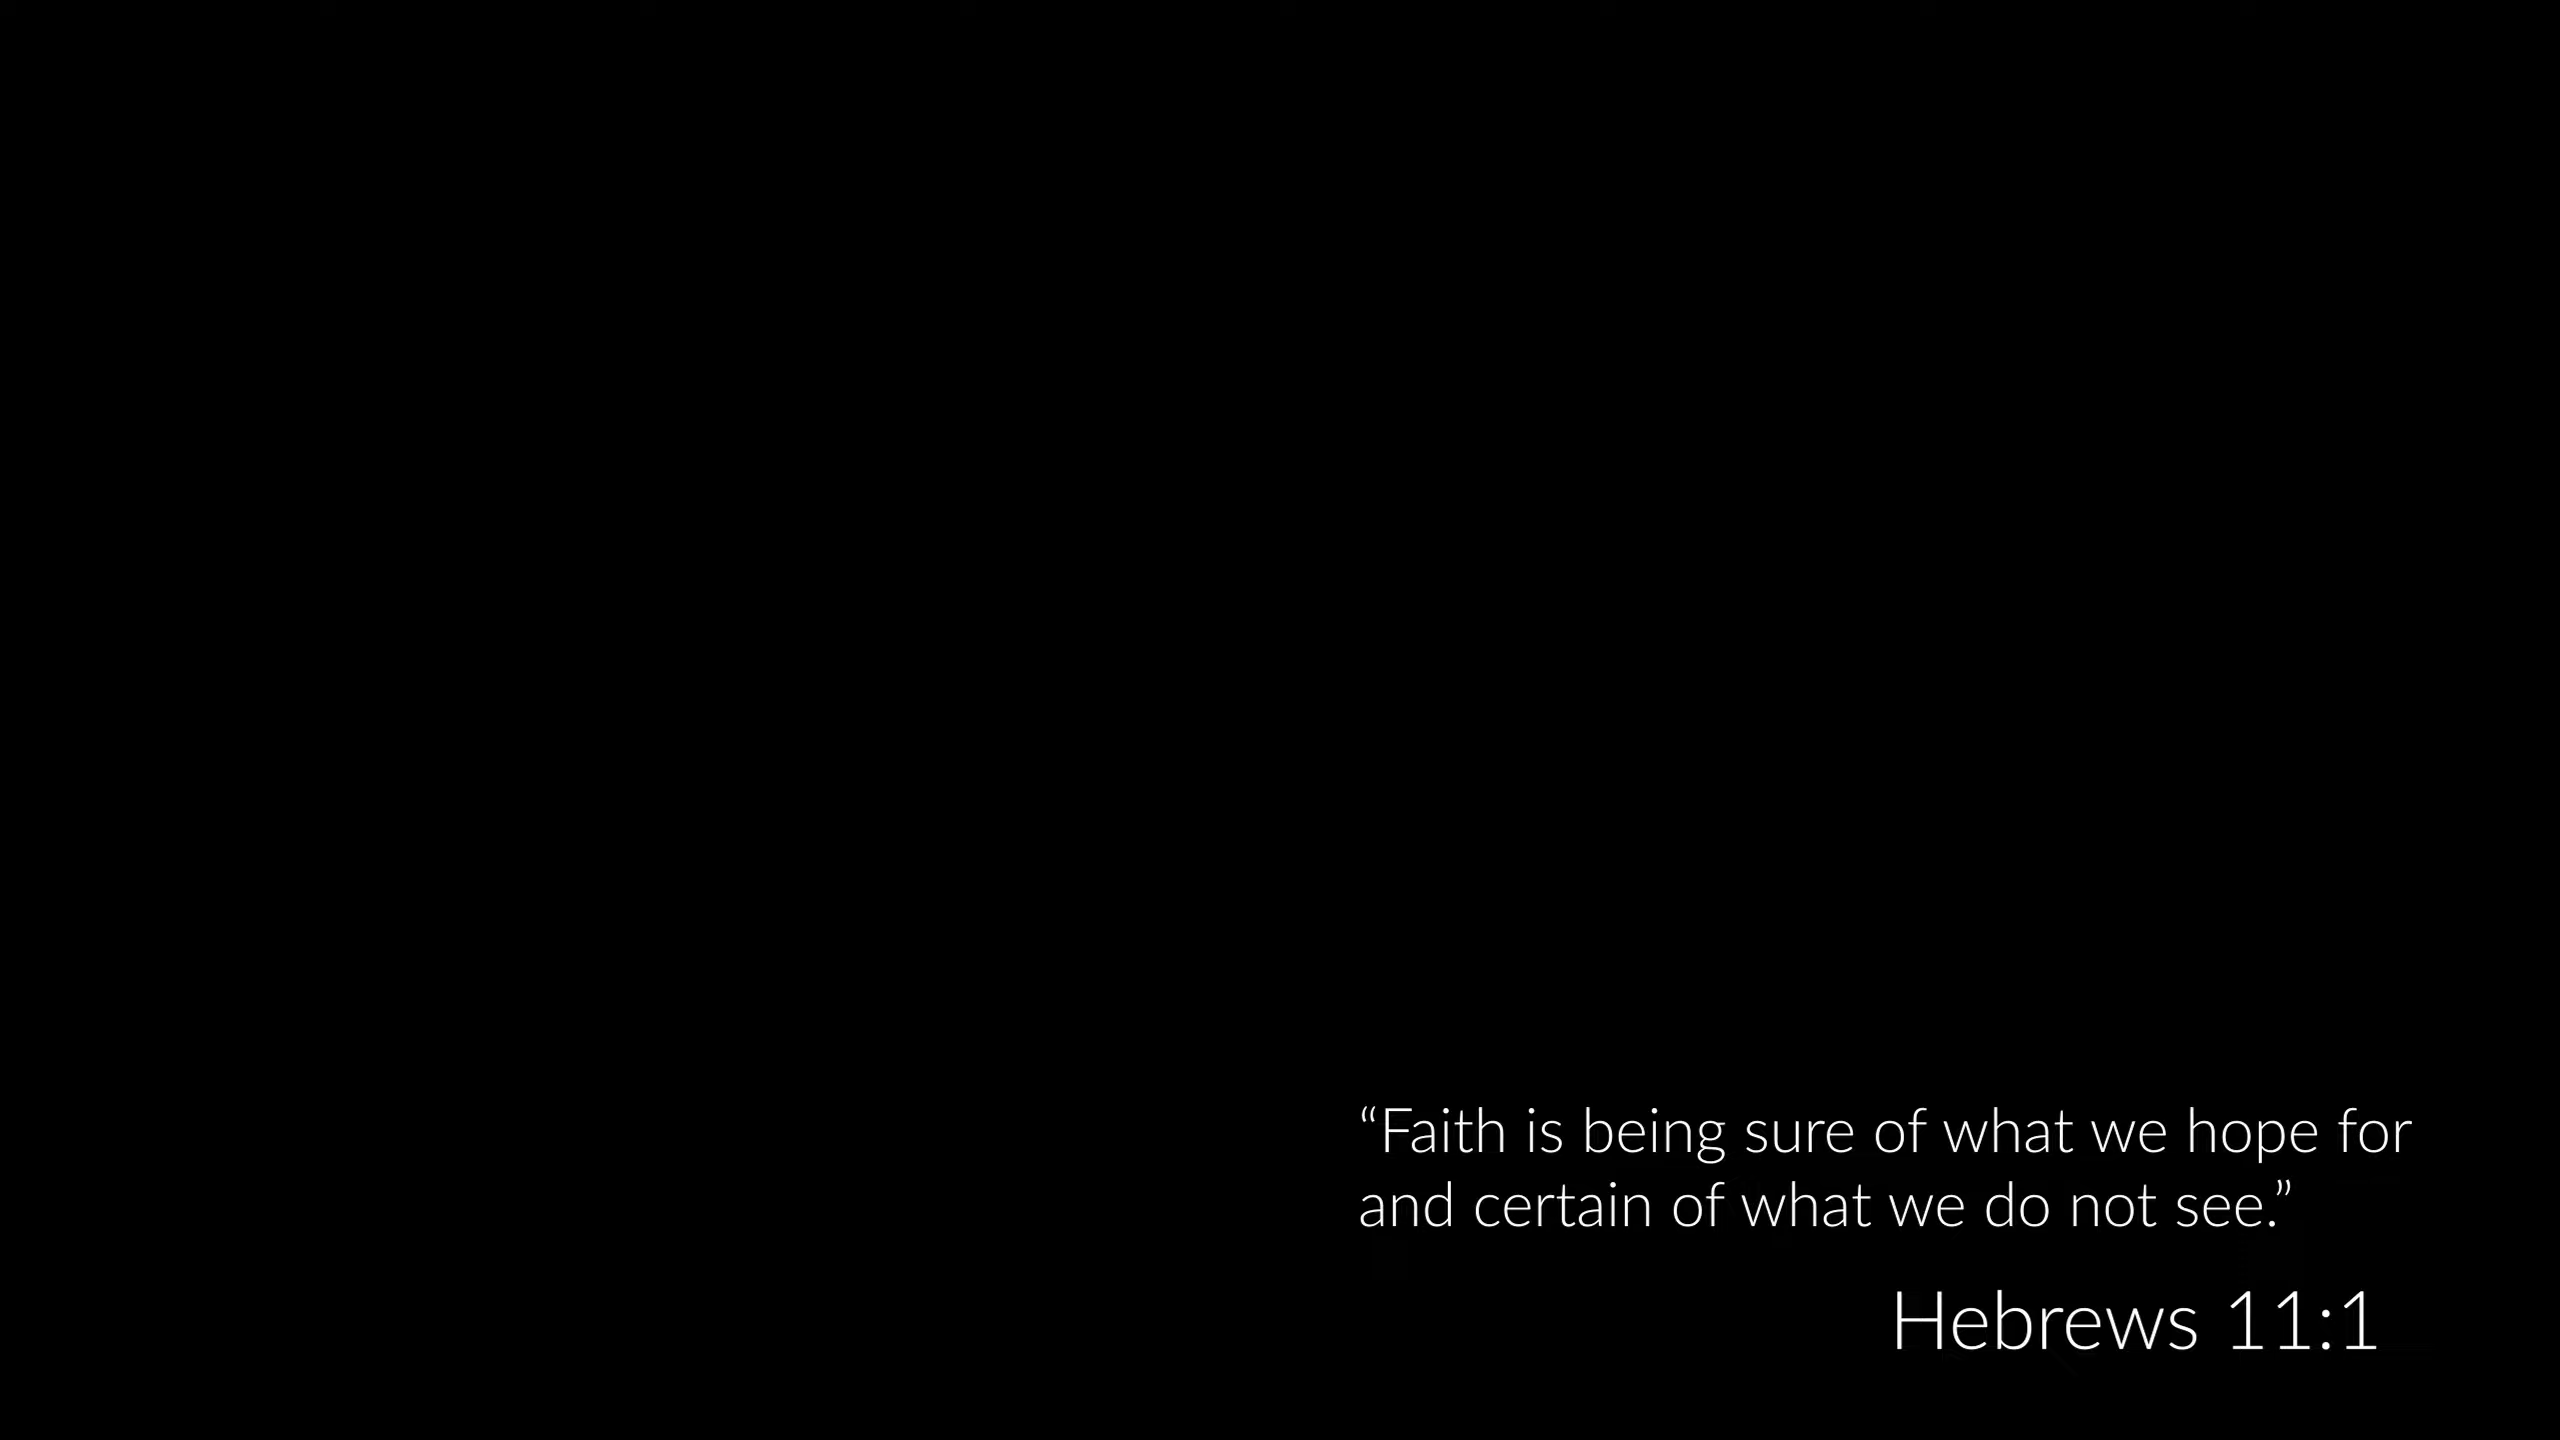 “Faith is being sure of what we hope for
and certain of what we do not see.”
Hebrews 11:1